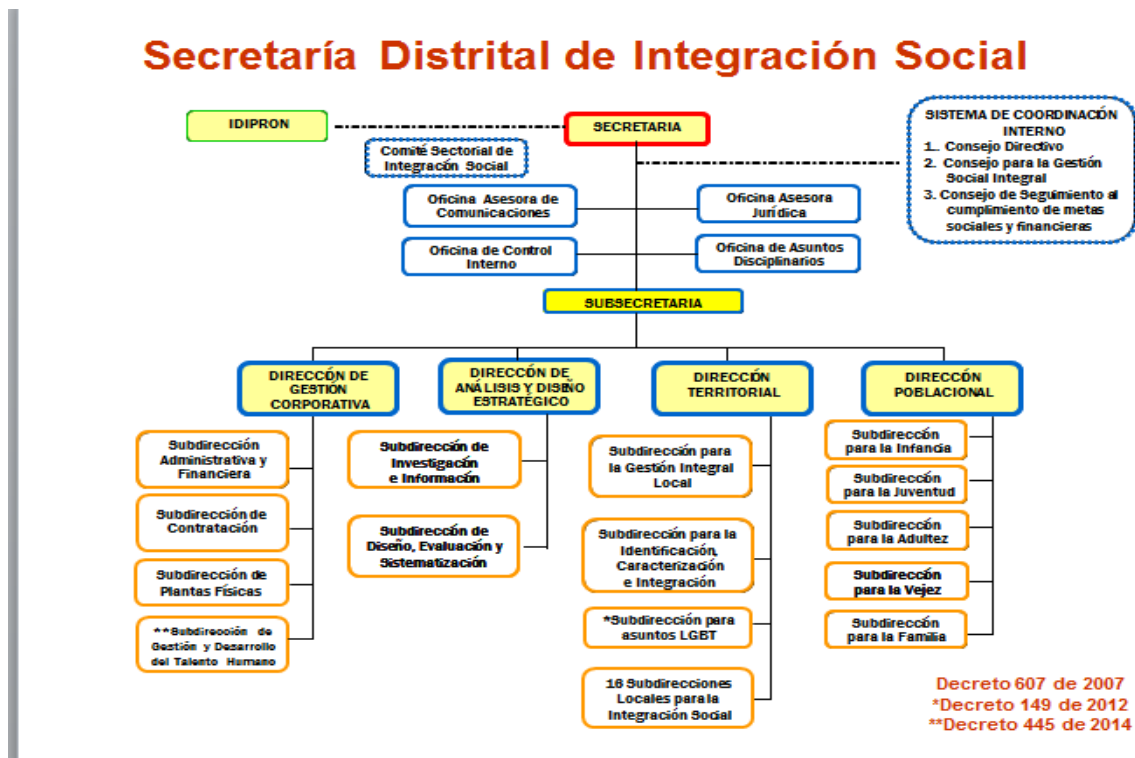 Secretaría Distrital de Integración Social
IDIPRON
SECRETARIA
Comité Sectorial de
Integración Social
SISTEMA DE COORDINACIÓN
INTERNO
1.. Consejo Directivo
2. Consejo para la Gestión
Social Integral
3. Consejo de Seguimiento al
cumplimiento de metas
sociales y financieras
Oficina Asesora de
Comunicaciones
Oficina Asesora
Jurídica
Oficina de Control
Interno
Oficina de Asuntos
Disciplinarios
SUBSECRETARIA
DIRECCÓN DE
GESTIÓN
CORPORATIVA
DIRECCIÓN DE
ANÁLISIS Y DISEÑO
ESTRATÉGICO
DIRECCIÓN
TERRITORIAL
DIRECCIÓN
POBLACIONAL
Subdirección
Administrativa y
Financiera
Subdirección de
Contratación
Subdirección de
Plantas Físicas
**Subdirección de
Gestión y Desarrollo
del Talento Humano
Subdirección de
Investigación
e Información
Subdirección de
Diseño, Evaluación y
Sistematización
Subdirección para
la Gestión Integral
Local
Subdirección para la
Identificación,
Caracterización
e Integración
*Subdirección para
asuntos LGBT
16 Subdirecciones
Locales para la
Integración Social
Subdirección
para la Infancia
Subdirección
para la Juventud
Subdirección
para la Adultez
Subdirección
para la Vejez
Subdirección
para la Familia
Decreto 607 de 2007
*Decreto 149 de 2012
**Decreto 445 de 2014